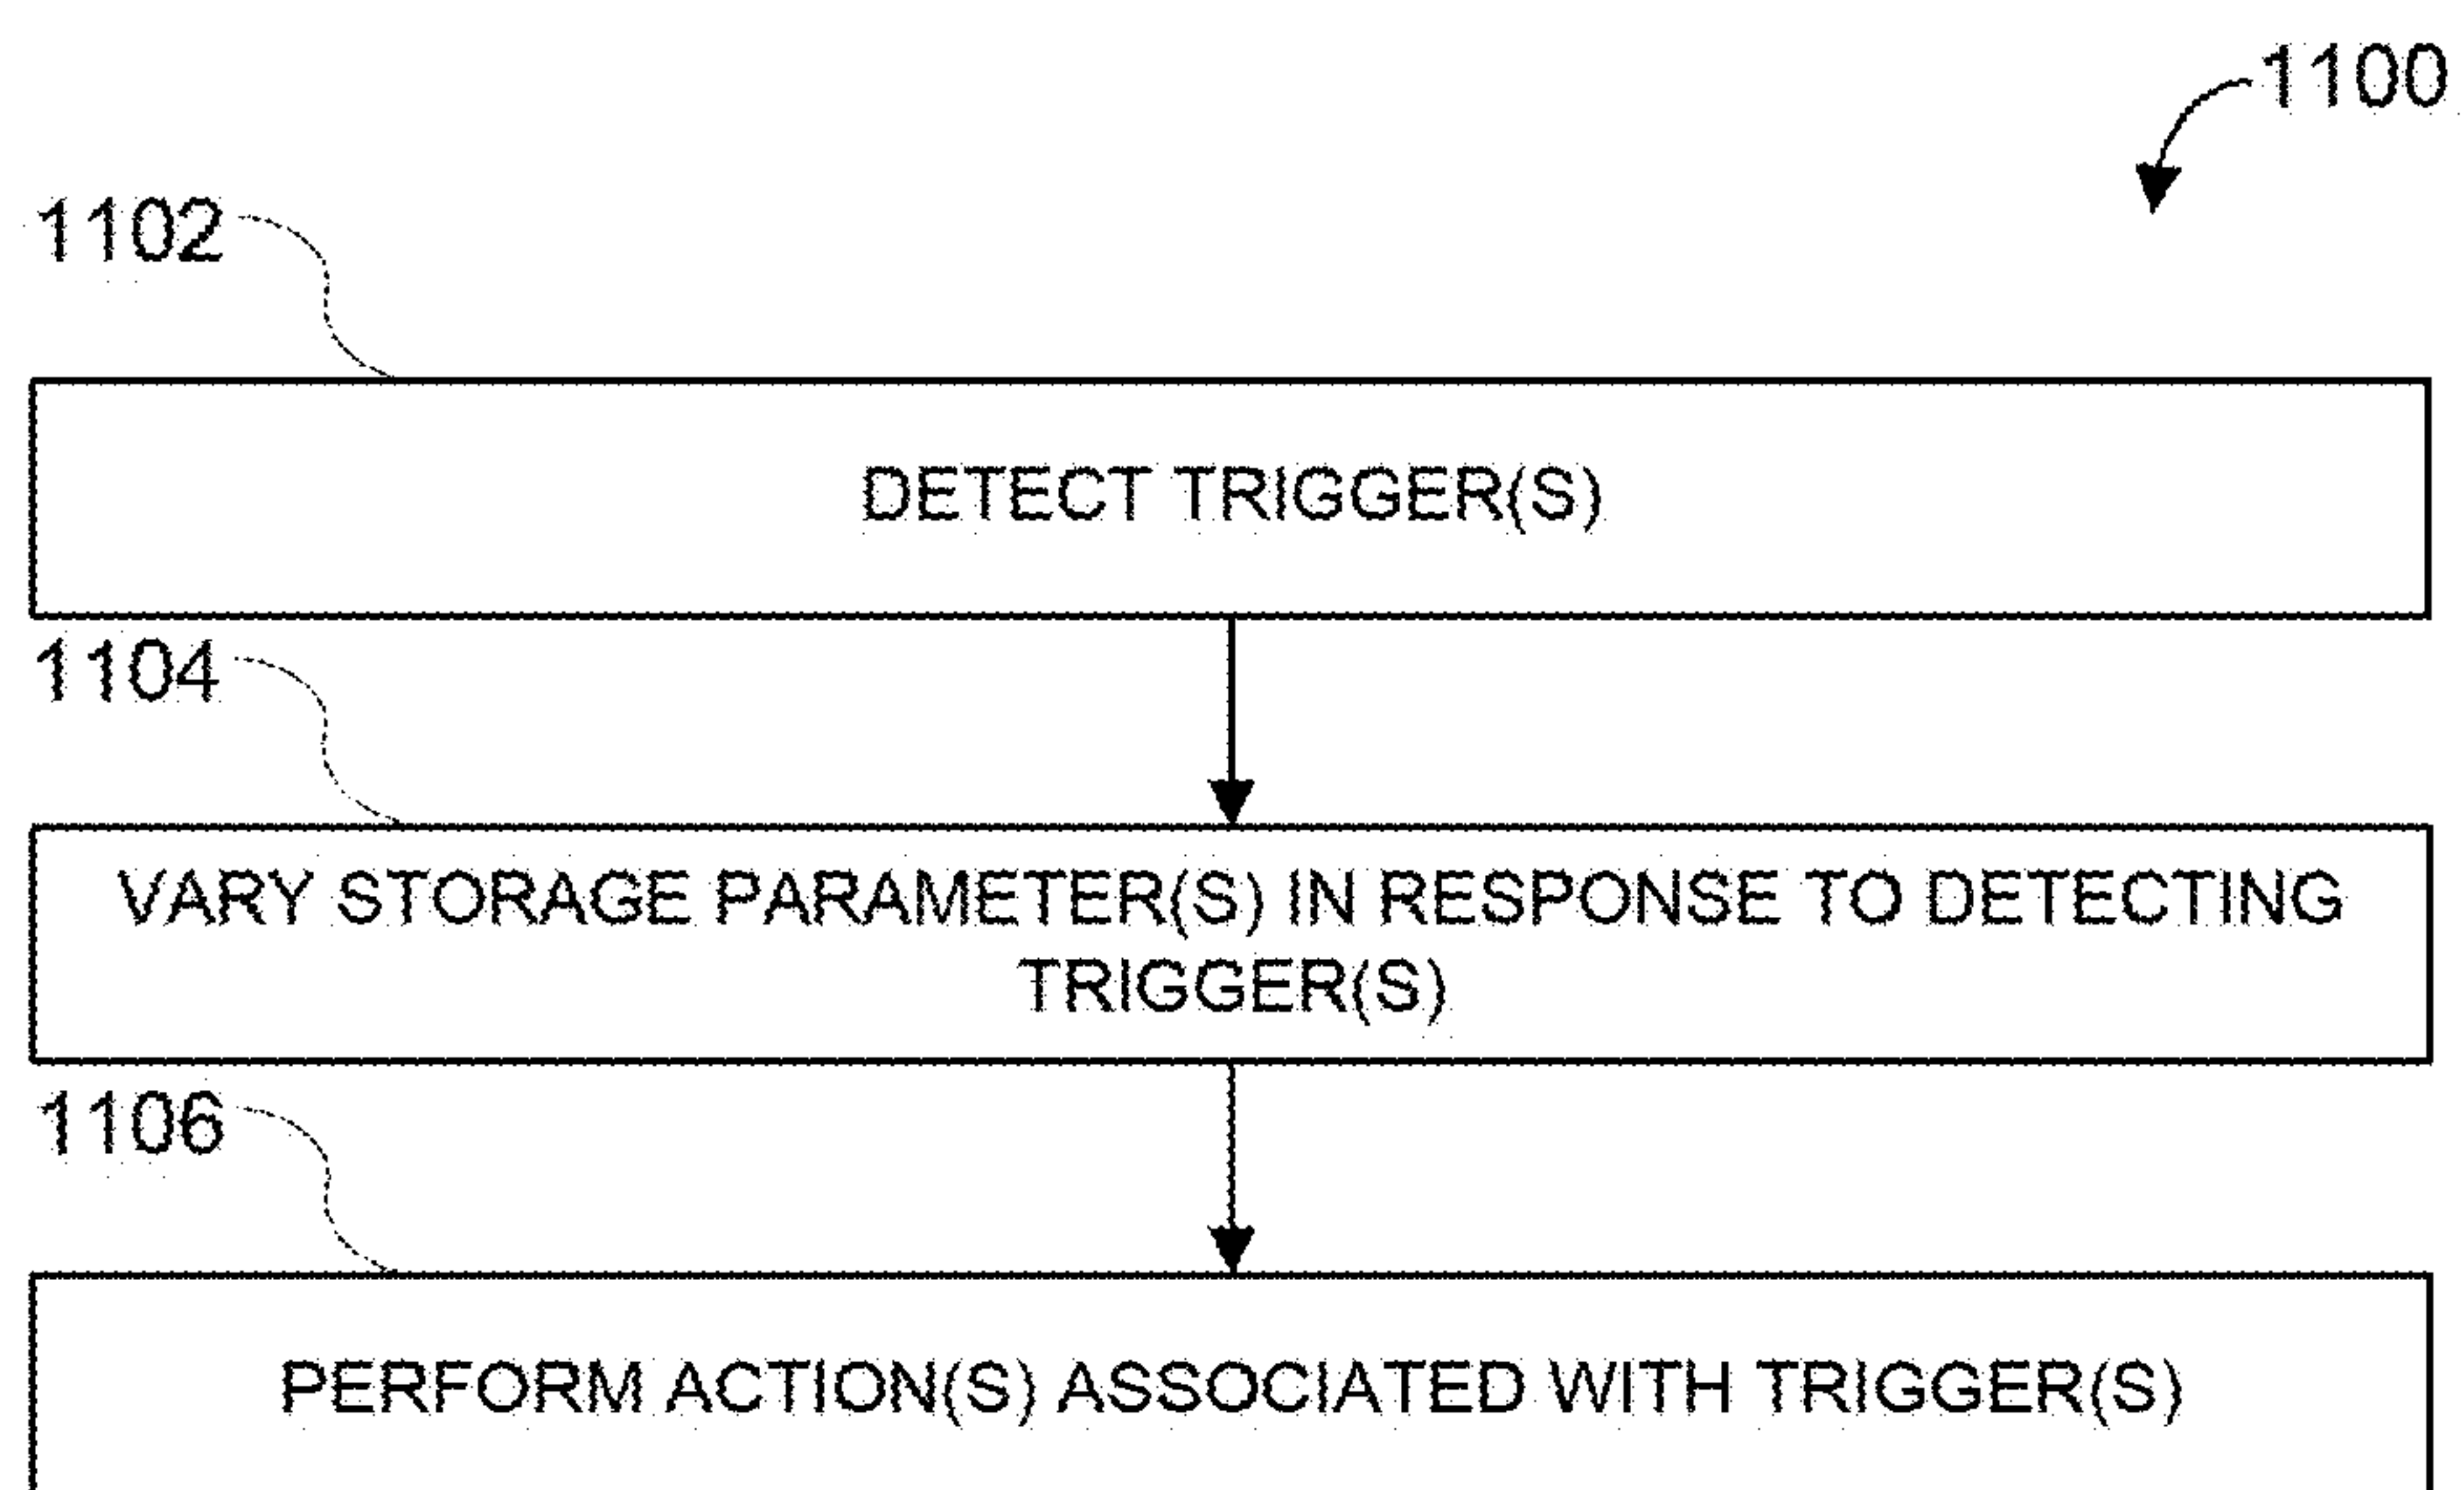 1100
1102
DETECT TRIGGER(S)
1104
VARY STORAGE PARAMETER(S) IN RESPONSE TO DETECTING
TRIGGER(S)
1106
PERFORM ACTION(S) ASSOCIATED WITH TRIGGER(S)